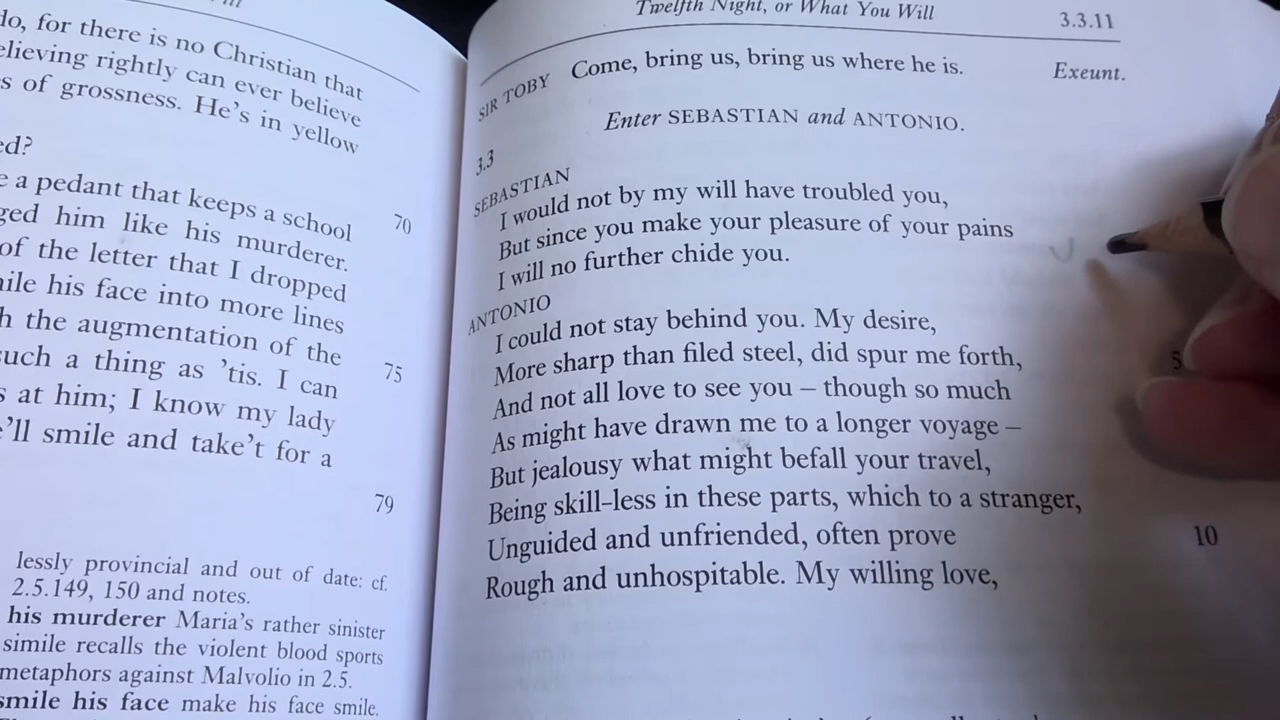 do, for there is no Christian that
elieving rightly can ever believe
s of grossness. He's in yellow
ed?
e a pedant that keeps a school
70
ged him like his murderer.
of the letter that I dropped
ile his face into more lines
h the augmentation of the
such a thing as 'tis. I can
75
s at him; I know my lady
e'll smile and take't for a
79
lessly provincial and out of date: cf.
2.5.149, 150 and notes.
his murderer Maria's rather sinister
simile recalls the violent blood sports
metaphors against Malvolio in 2.5.
smile his face make his face smile.
Twelfth Night, or What You Will
3.3.11
SIR TOBY Come, bring us, bring us where he is. Exeunt.
Enter SEBASTIAN and ANTONIO.
3.3
SEBASTIAN
I would not by my will have troubled you,
But since you make your pleasure of your pains
I will no further chide you.
ANTONIO
I could not stay behind you. My desire,
More sharp than filed steel, did spur me forth, 5
And not all love to see you – though so much
As might have drawn me to a longer voyage –
But jealousy what might befall your travel,
Being skill-less in these parts, which to a stranger,
Unguided and unfriended, often prove 10
Rough and unhospitable. My willing love,